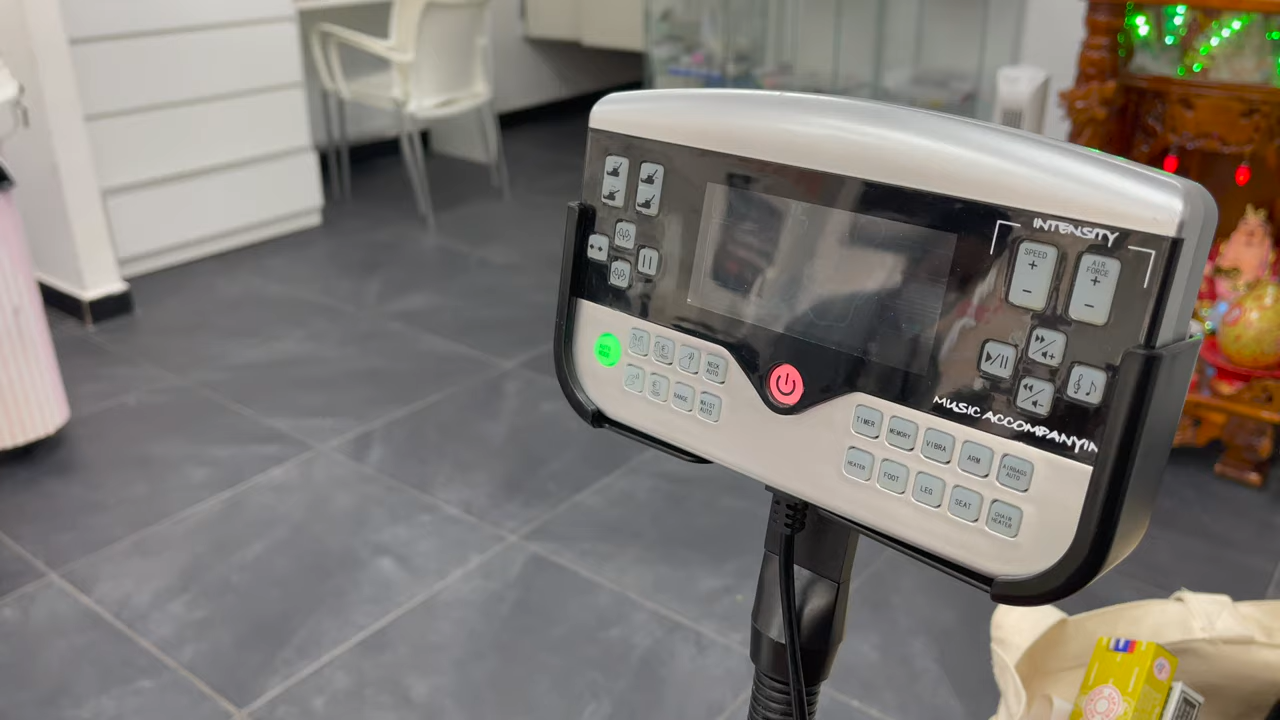 INTENSITY
SPEED
+
-
AIR
FORCE
+
-
MUSIC ACCOMPANYIN
NECK
AUTO
RANGE
WAIST
AUTO
TIMER
MEMORY
VIBRA
ARM
AIRBAGS
AUTO
HEATER
FOOT
LEG
SEAT
CHAIR
HEATER